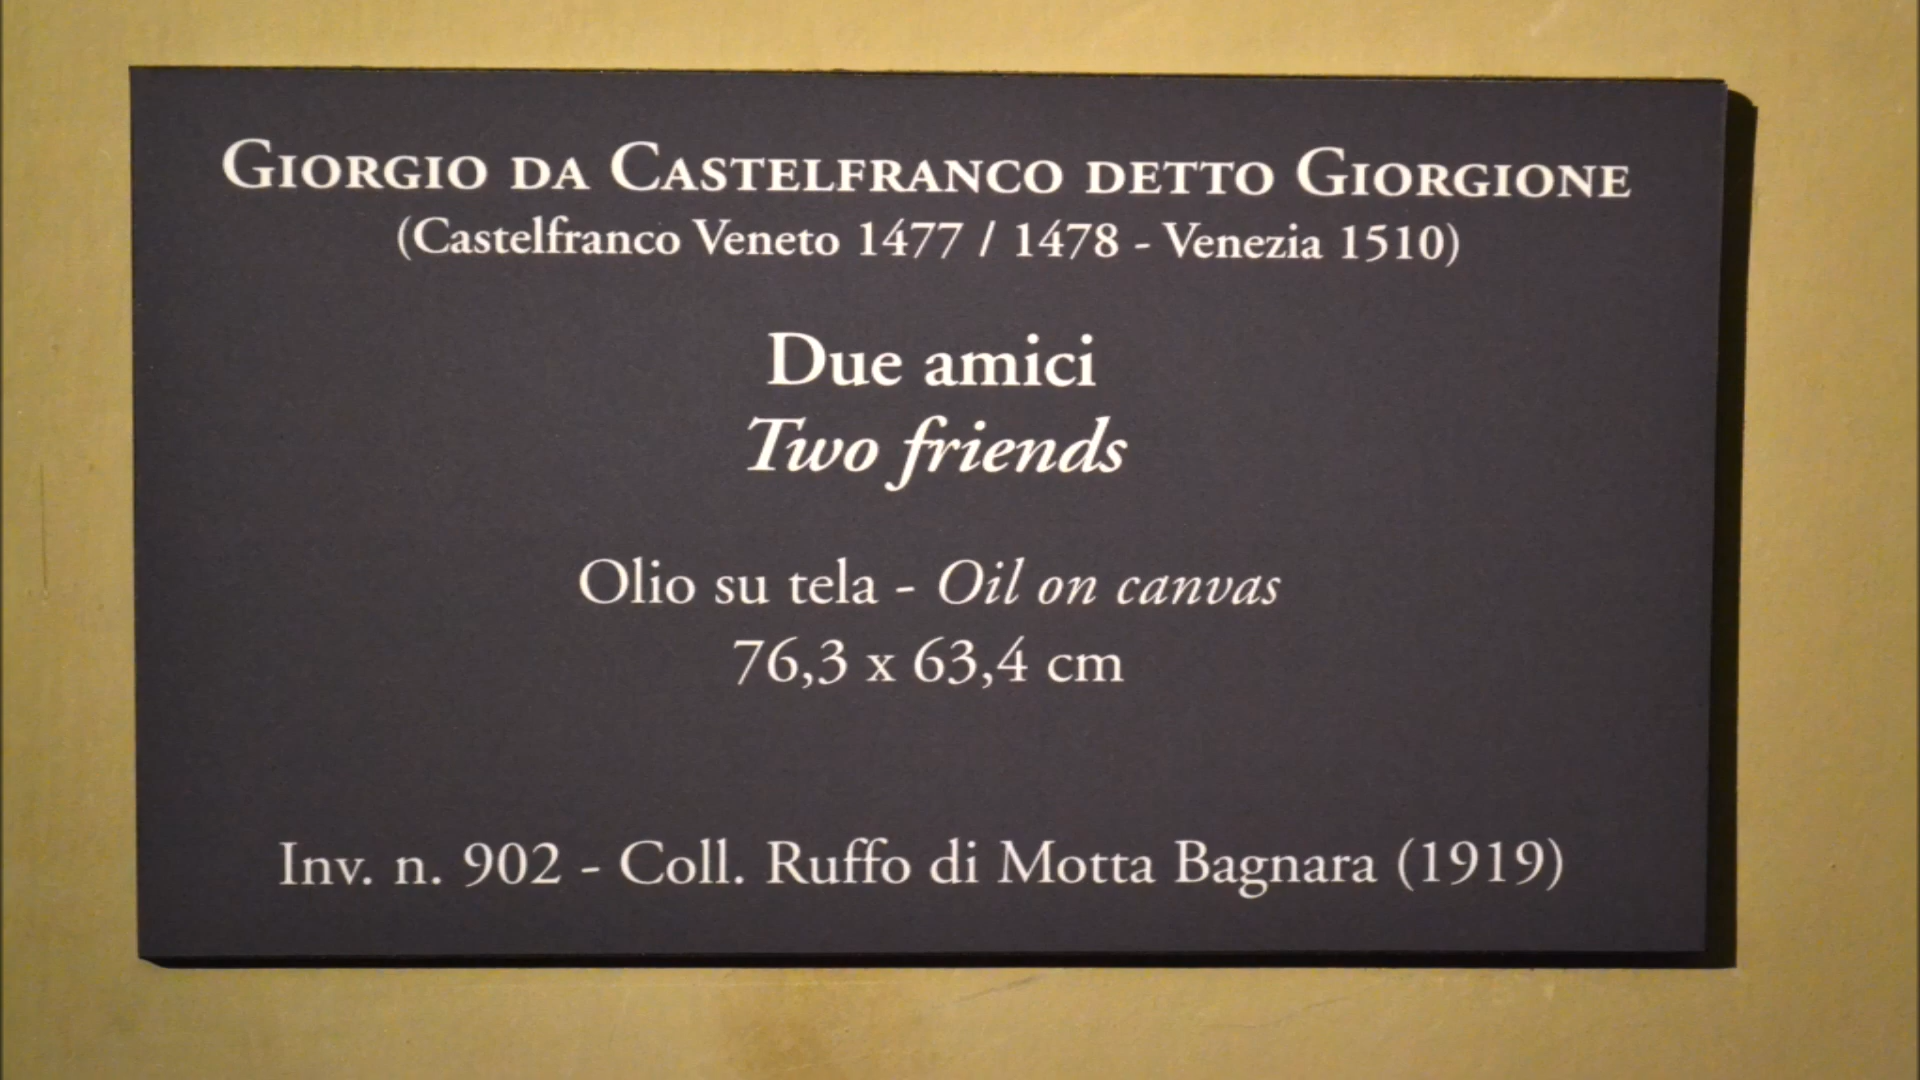 Giorgio da Castelfranco detto Giorgione
(Castelfranco Veneto 1477 / 1478 - Venezia 1510)
Due amici
Two friends
Olio su tela - Oil on canvas
76,3 x 63,4 cm
Inv. n. 902 - Coll. Ruffo di Motta Bagnara (1919)